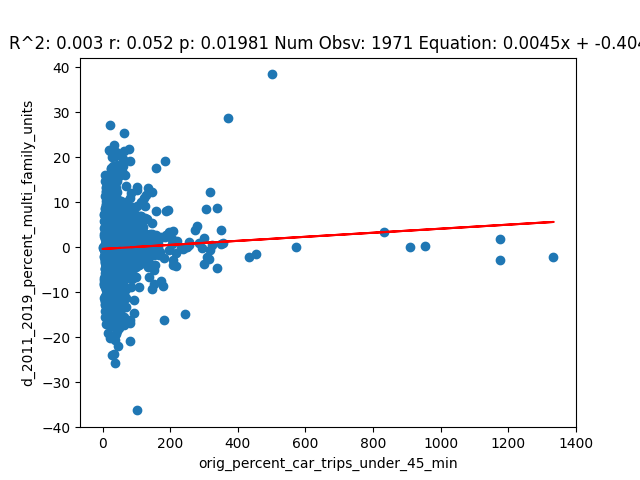 R^2: 0.003 r: 0.052 p: 0.01981 Num Obsv: 1971 Equation: 0.0045x + -0.404
40
30
20
10
0
−10
−20
−30
−40
d_2011_2019_percent_multi_family_units
0 200 400 600 800 1000 1200 1400
orig_percent_car_trips_under_45_min